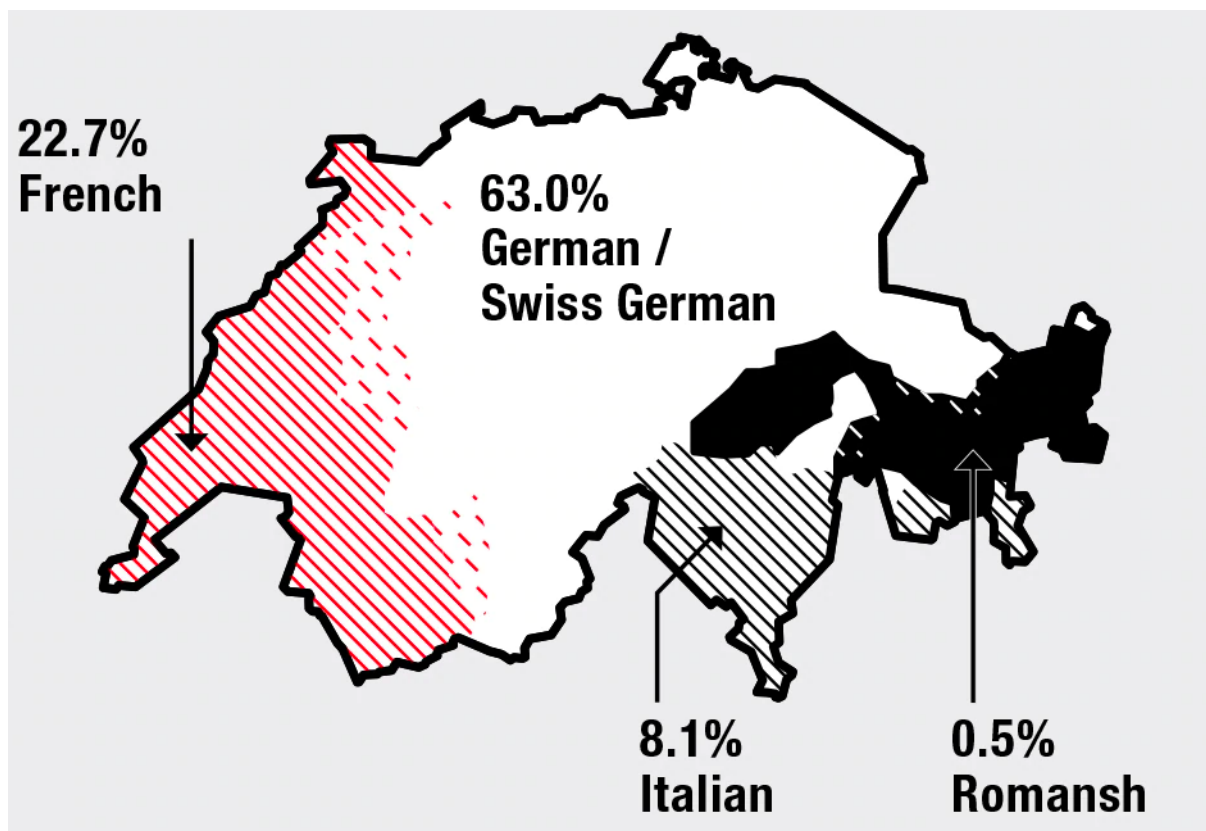 22.7%
French
63.0%
German /
Swiss German
8.1%
Italian
0.5%
Romansh